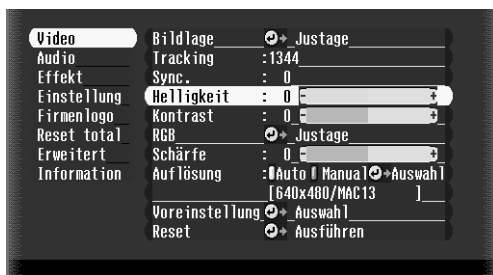 Video
Audio
Effekt
Einstellung
Firmenlogo
Reset total
Erweitert
Information
Bildlage Justage
Tracking :1344
Sync. : 0
Helligkeit : 0 - +
Kontrast : 0 - +
RGB Justage
Schärfe : 0 - +
Auflösung : Auto Manual Auswahl
[640x480/MAC13 ]
Voreinstellung Auswahl
Reset Ausführen